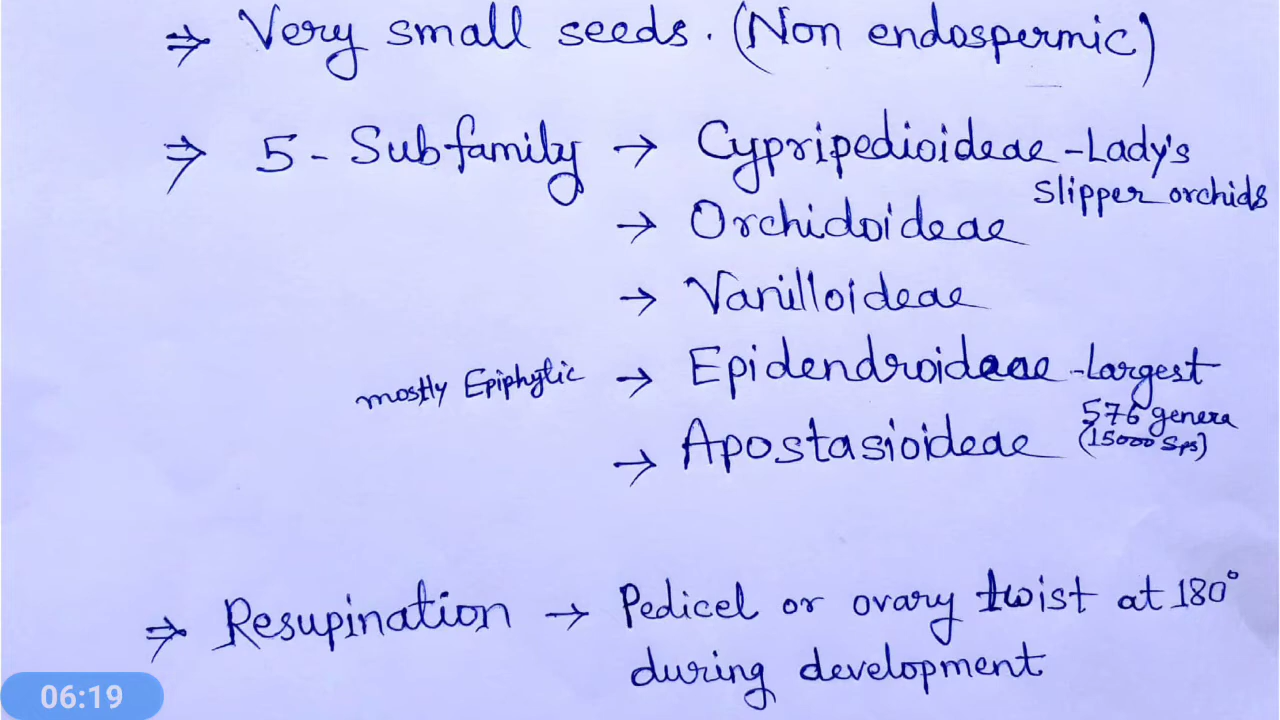 ⇒ Very small seeds. (Non endospermic)
⇒ 5 - Subfamily → Cypripedioideae - Lady's
Slipper orchids
→ Orchidoideae
→ Vanilloideae
mostly Epiphytic → Epidendroideae - Largest
576 genera
(15000 Sps)
→ Apostasioideae
⇒ Resupination → Pedicel or ovary twist at 180°
during development
06:19